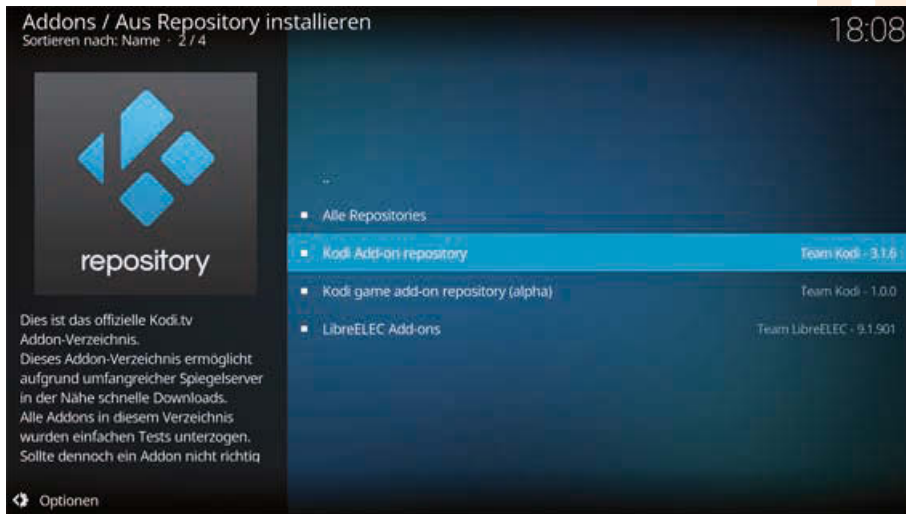 Addons / Aus Repository installieren
Sortieren nach: Name · 2 / 4
18:08
repository
Dies ist das offizielle Kodi.tv
Addon-Verzeichnis.
Dieses Addon-Verzeichnis ermöglicht
aufgrund umfangreicher Spiegelserver
in der Nähe schnelle Downloads.
Alle Addons in diesem Verzeichnis
wurden einfachen Tests unterzogen.
Sollte dennoch ein Addon nicht richtig
..
Alle Repositories
Kodi Add-on repository Team Kodi - 3.1.6
Kodi game add-on repository (alpha) Team Kodi - 1.0.0
LibreELEC Add-ons Team LibreELEC - 9.1.901
Optionen